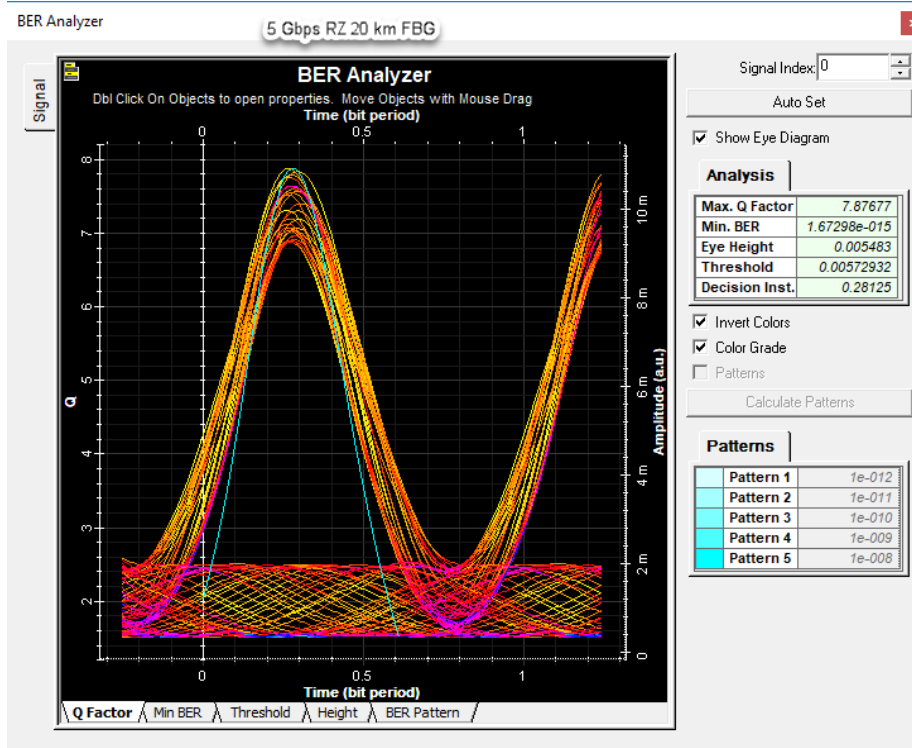 BER Analyzer
5 Gbps RZ 20 km FBG
Signal
BER Analyzer
Dbl Click On Objects to open properties. Move Objects with Mouse Drag
Time (bit period)
0 0.5 1
8
7
6
5
4
3
2
Q
10 m
8 m
6 m
4 m
2 m
0
Amplitude (a.u.)
0 0.5 1
Time (bit period)
Q Factor Min BER Threshold Height BER Pattern
Signal Index: 0
Auto Set
Show Eye Diagram
Analysis
Max. Q Factor 7.87677
Min. BER 1.67298e-015
Eye Height 0.005483
Threshold 0.00572932
Decision Inst. 0.28125
Invert Colors
Color Grade
Patterns
Calculate Patterns
Patterns
Pattern 1 1e-012
Pattern 2 1e-011
Pattern 3 1e-010
Pattern 4 1e-009
Pattern 5 1e-008